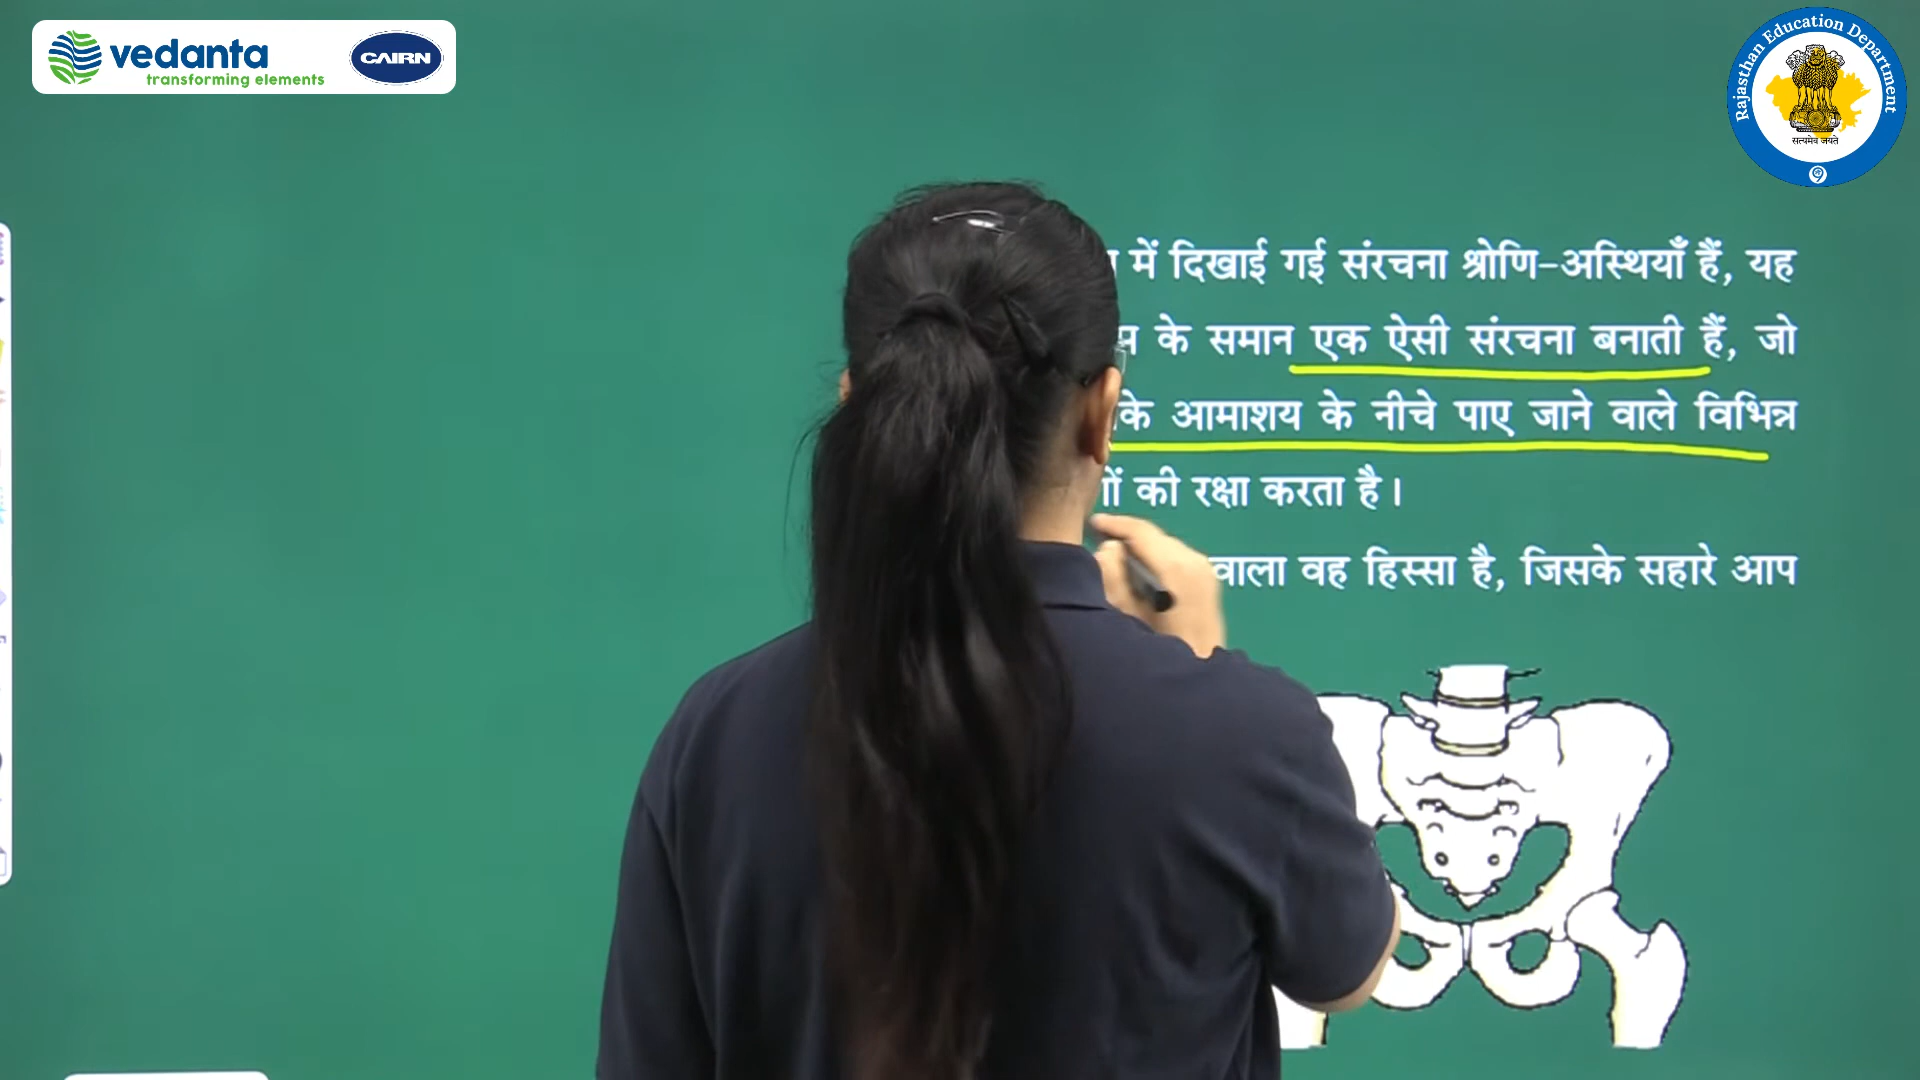 vedanta
transforming elements
CAIRN
Rajasthan Education Department
सत्यमेव जयते
में दिखाई गई संरचना श्रोणि-अस्थियाँ हैं, यह
के समान एक ऐसी संरचना बनाती हैं, जो
के आमाशय के नीचे पाए जाने वाले विभिन्न
की रक्षा करता है।
वाला वह हिस्सा है, जिसके सहारे आप